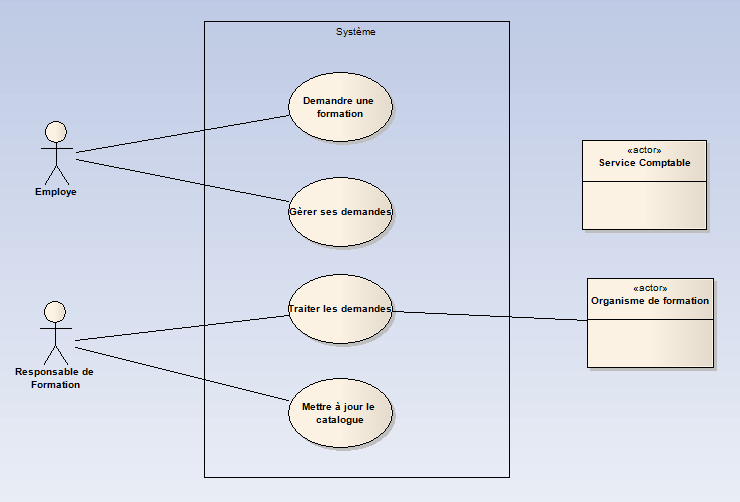 Système
Demandre une
formation
Employe
Gèrer ses demandes
«actor»
Service Comptable
Responsable de
Formation
Traiter les demandes
«actor»
Organisme de formation
Mettre à jour le
catalogue